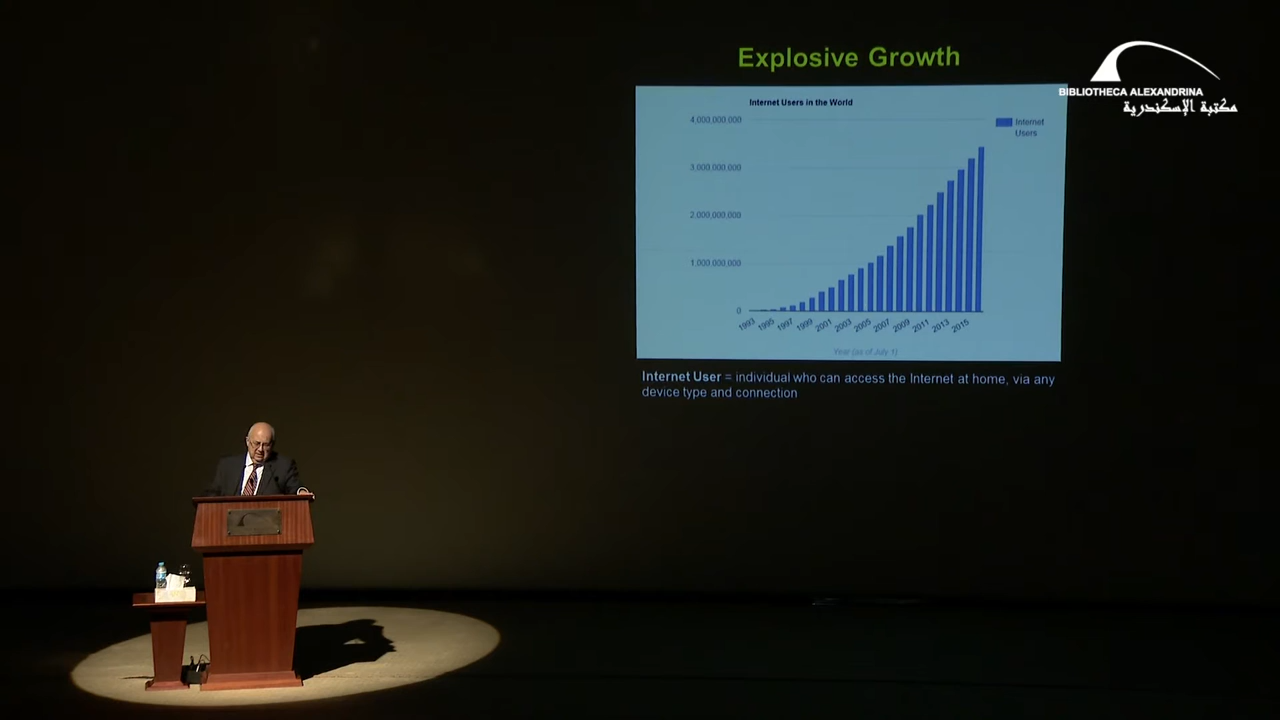 Explosive Growth
BIBLIOTHECA ALEXANDRINA
مكتبة الإسكندرية
Internet Users in the World
4,000,000,000
3,000,000,000
2,000,000,000
1,000,000,000
0
Internet
Users
1993 1995 1997 1999 2001 2003 2005 2007 2009 2011 2013 2015
Year (as of July 1)
Internet User = individual who can access the Internet at home, via any
device type and connection